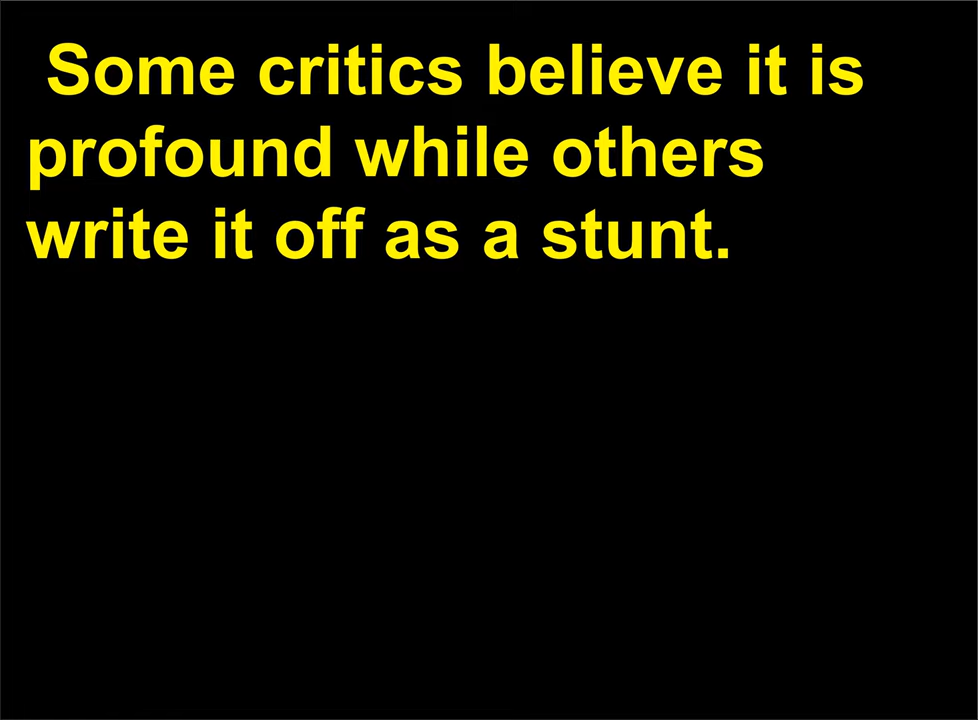 Some critics believe it is
profound while others
write it off as a stunt.